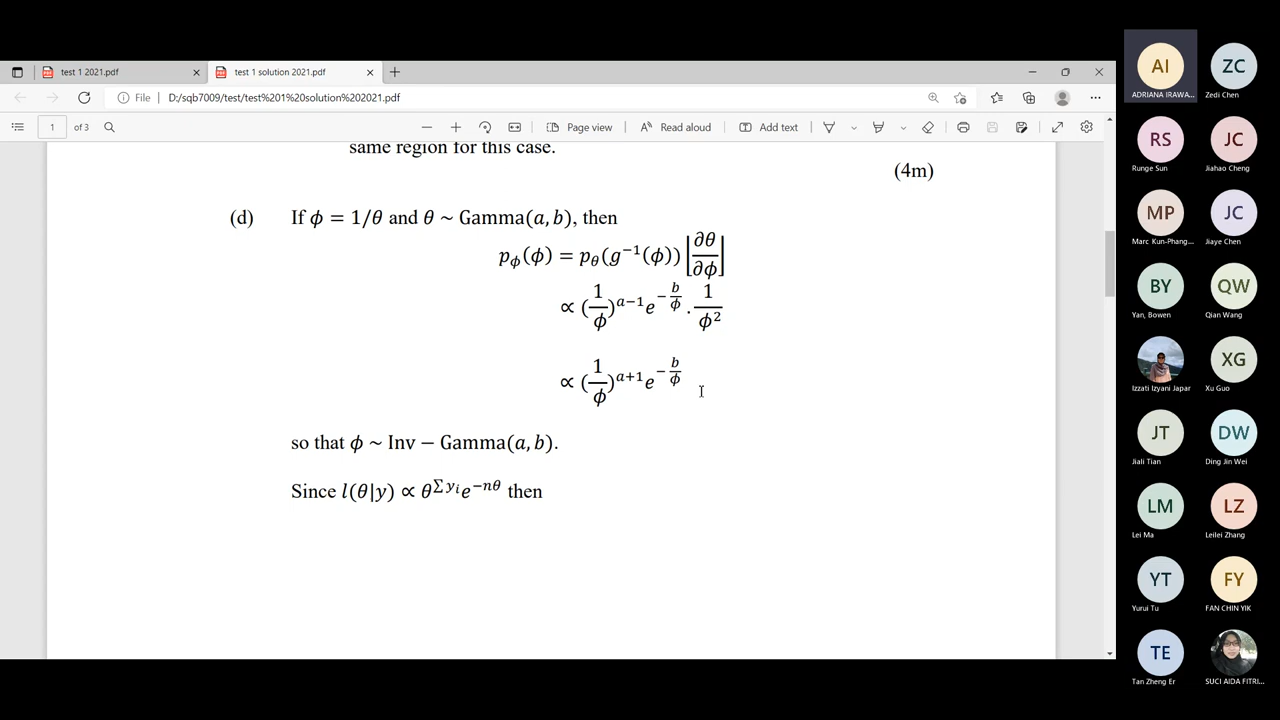 test 1 2021.pdf
test 1 solution 2021.pdf
File
D:/sqb7009/test/test%201%20solution%202021.pdf
1 of 3
Page view
Read aloud
Add text
same region for this case.
(4m)
(d) If ϕ = 1/θ and θ ~ Gamma(a, b), then
p_ϕ(ϕ) = p_θ(g⁻¹(ϕ)) |∂θ/∂ϕ|
∝ (1/ϕ)^{a−1} e^{−b/ϕ} . 1/ϕ²
∝ (1/ϕ)^{a+1} e^{−b/ϕ}
so that ϕ ~ Inv − Gamma(a, b).
Since l(θ|y) ∝ θ^{∑ y_i} e^{−nθ} then
AI
ADRIANA IRAWA...
ZC
Zedi Chen
RS
Runge Sun
JC
Jiahao Cheng
MP
Marc Kun-Phang...
JC
Jiaye Chen
BY
Yan, Bowen
QW
Qian Wang
Izzati Izyani Japar
XG
Xu Guo
JT
Jiali Tian
DW
Ding Jin Wei
LM
Lei Ma
LZ
Leilei Zhang
YT
Yurui Tu
FY
FAN CHIN YIK
TE
Tan Zheng Er
SUCI AIDA FITRI...